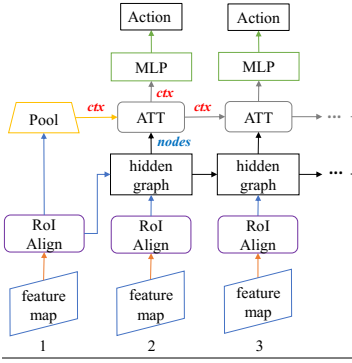 Action
Action
MLP
MLP
ctx
ctx
ctx
Pool
ATT
ATT
...
nodes
hidden
graph
hidden
graph
...
RoI
Align
RoI
Align
RoI
Align
feature
map
feature
map
feature
map
1
2
3